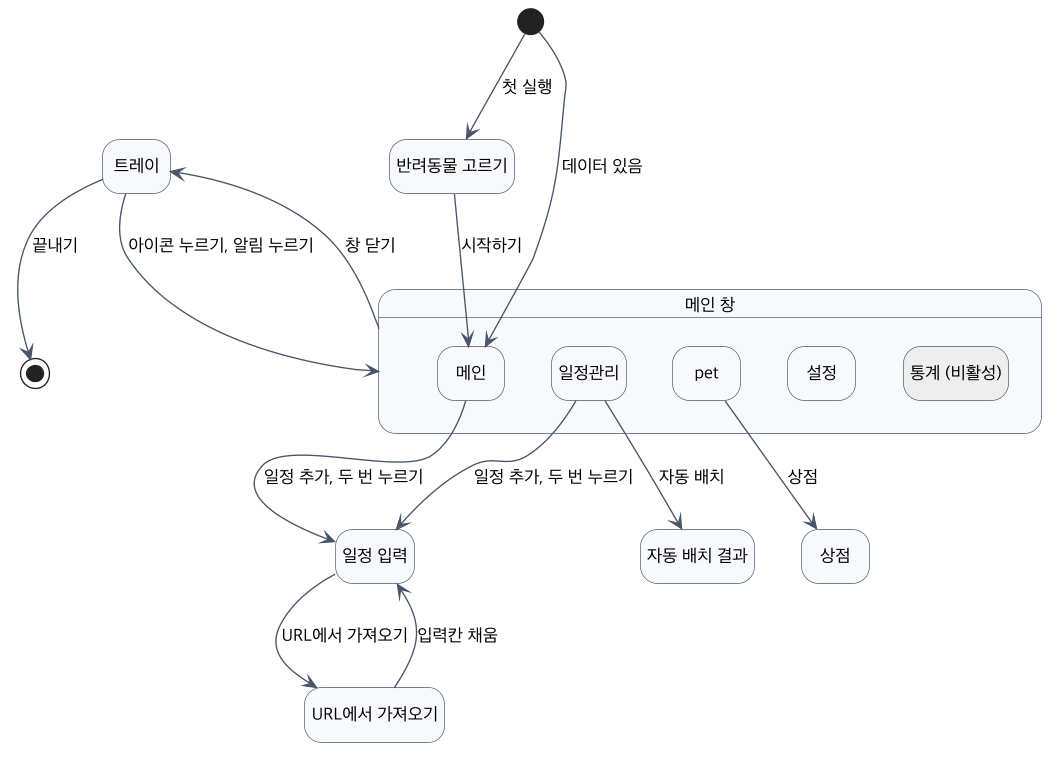 첫 실행
트레이
반려동물 고르기
데이터 있음
끝내기
아이콘 누르기, 알림 누르기
창 닫기
시작하기
메인 창
메인
일정관리
pet
설정
통계 (비활성)
일정 추가, 두 번 누르기
일정 추가, 두 번 누르기
자동 배치
상점
일정 입력
자동 배치 결과
상점
URL에서 가져오기
입력칸 채움
URL에서 가져오기